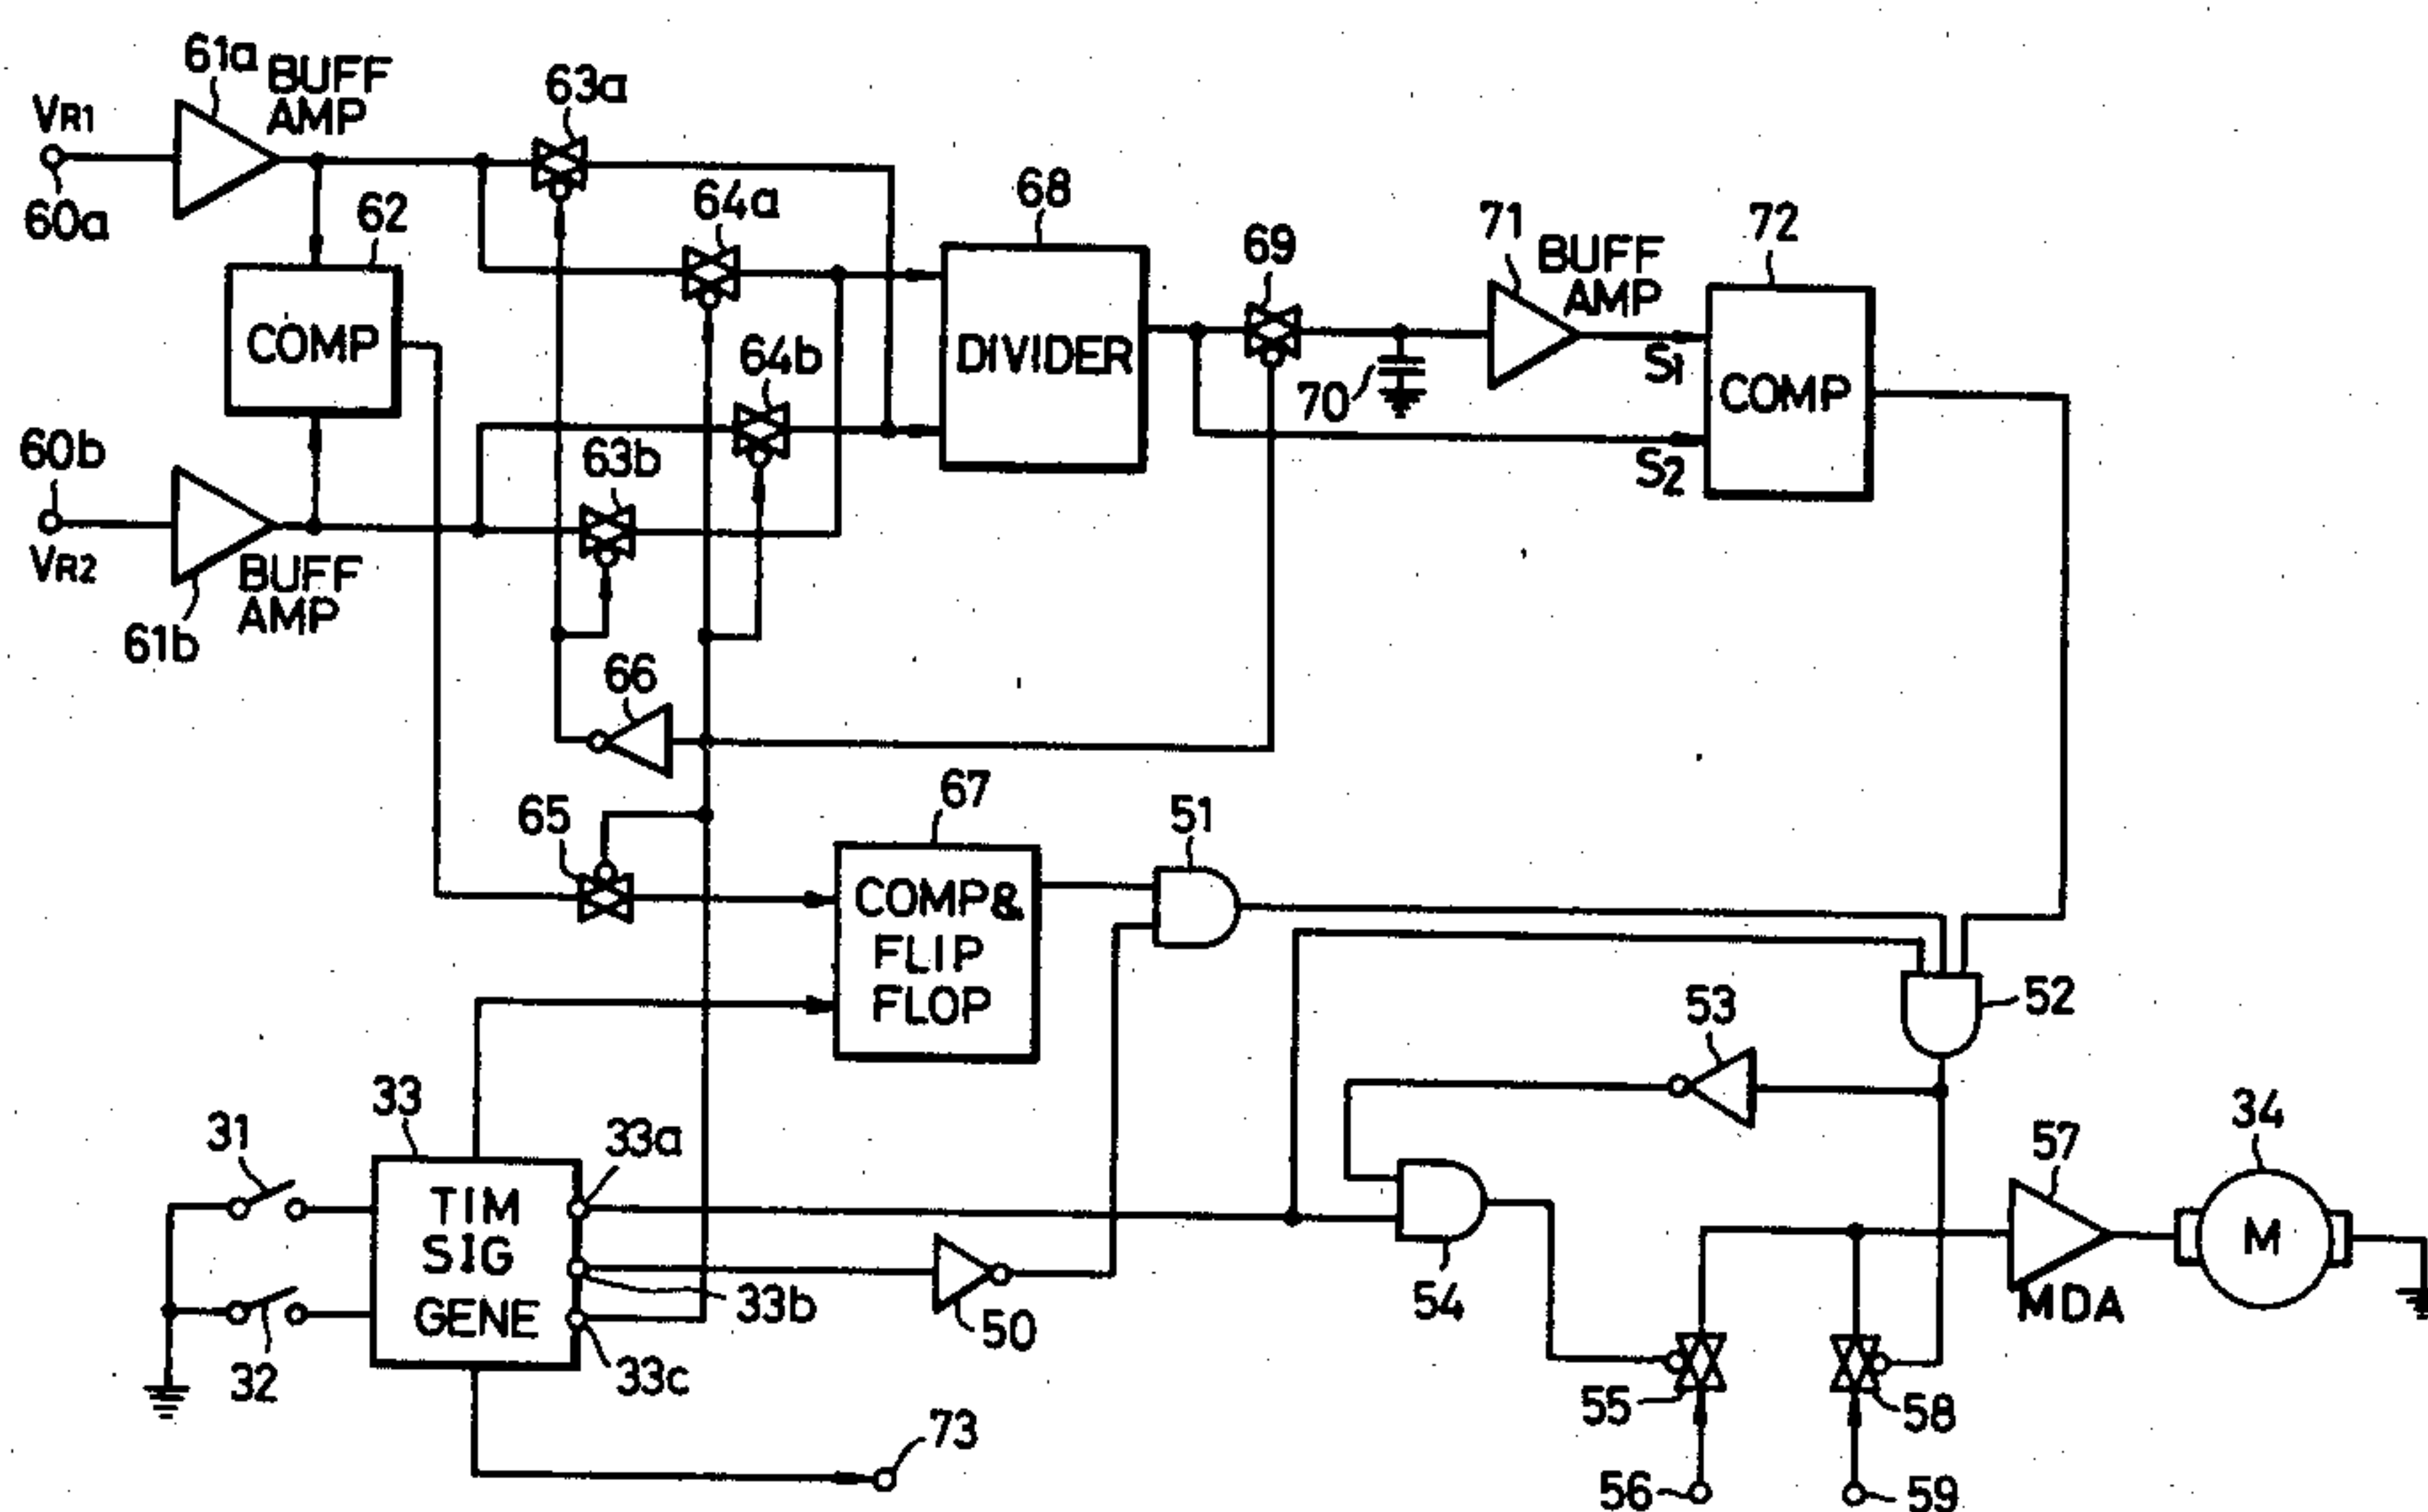 61a
BUFF
AMP
VR1
60a
62
COMP
63a
64a
68
DIVIDER
69
71
BUFF
AMP
72
S1
S2
COMP
70
64b
63b
60b
VR2
BUFF
AMP
61b
66
65
67
COMP&
FLIP
FLOP
51
52
53
54
33
31
32
TIM
SIG
GENE
33a
33b
33c
50
73
55
56
57
MDA
58
59
34
M